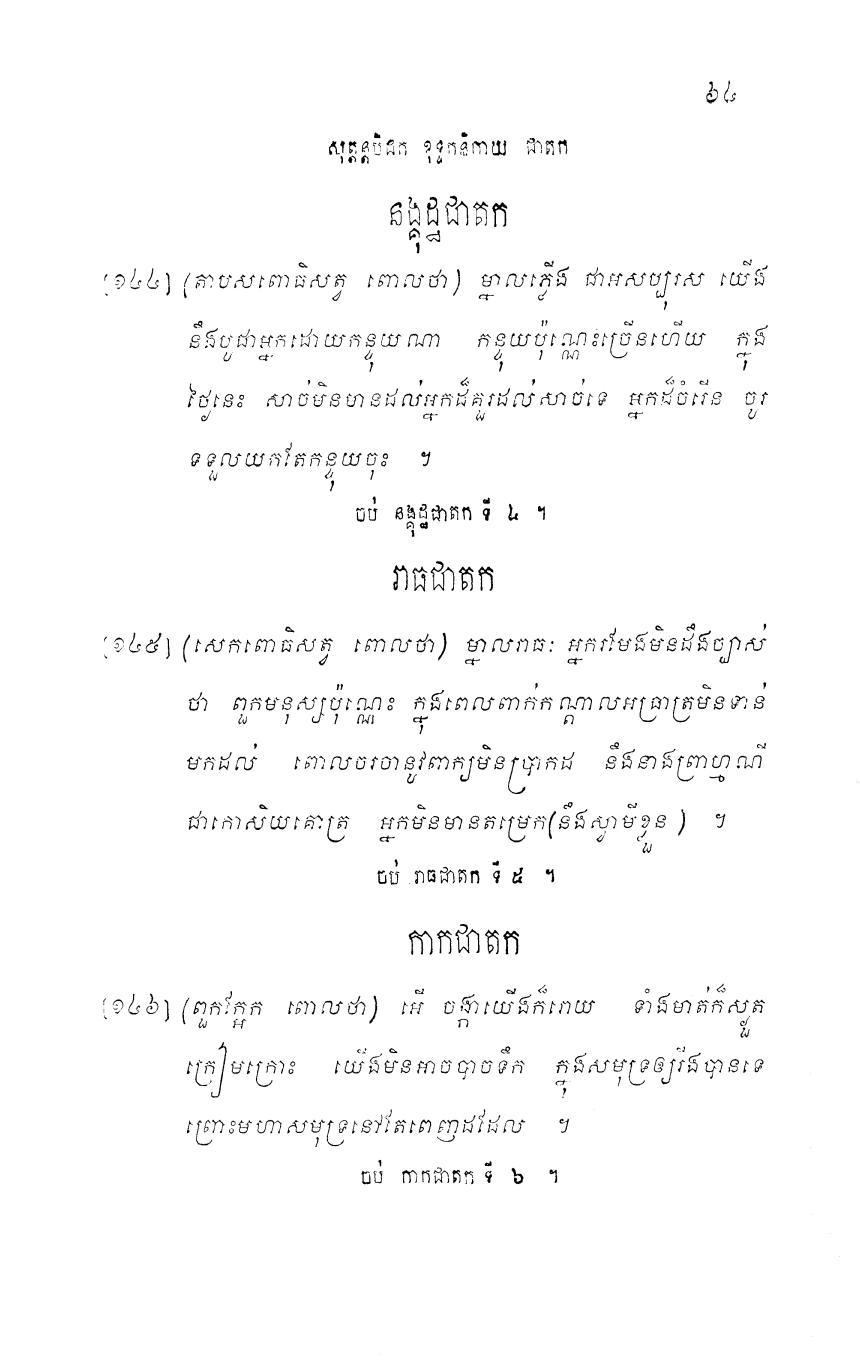 ៦៤
សុត្តន្តបិដក ខុទ្ទកនិកាយ ជាតក
នង្គុដ្ឋជាតក
[១៤៤] (តាបសពោធិសត្វ ពោលថា) ម្នាលភ្លើង ជាអសប្បុរស យើង
នឹងបូជាអ្នកដោយកន្ទុយណា កន្ទុយប៉ុណ្ណេះច្រើនហើយ ក្នុង
ថ្ងៃនេះ សាច់មិនមានដល់អ្នកដ៏គួរដល់សាច់ទេ អ្នកដ៏ចំរើន ចូរ
ទទួលយកតែកន្ទុយចុះ ។
ចប់ នង្គុដ្ឋជាតក ទី ៤ ។
រាធជាតក
[១៤៥] (សេកពោធិសត្វ ពោលថា) ម្នាលរាធៈ អ្នករមែងមិនដឹងច្បាស់
ថា ពួកមនុស្សប៉ុណ្ណេះ ក្នុងពេលពាក់កណ្តាលអធ្រាត្រមិនទាន់
មកដល់ ពោលចរចានូវពាក្យមិនប្រាកដ នឹងនាងព្រាហ្មណី
ជាកោសិយគោត្រ អ្នកមិនមានតម្រេក(នឹងស្វាមីខ្លួន) ។
ចប់ រាធជាតក ទី ៥ ។
កាកជាតក
[១៤៦] (ពួកក្អែក ពោលថា) អើ ចង្កាយើងក៏រោយ ទាំងមាត់ក៏ស្ងួត
ក្រៀមក្រោះ យើងមិនអាចបាចទឹក ក្នុងសមុទ្រឲ្យរីងបានទេ
ព្រោះមហាសមុទ្រនៅតែពេញដដែល ។
ចប់ កាកជាតក ទី ៦ ។